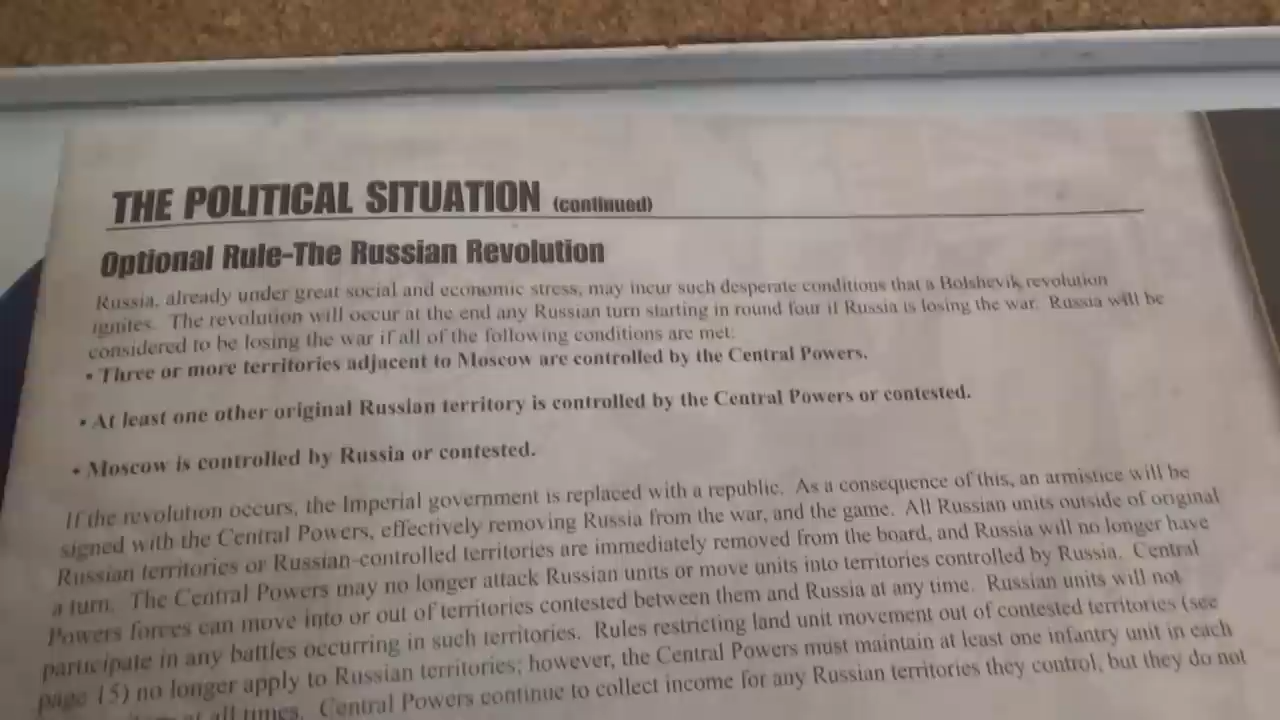 THE POLITICAL SITUATION (continued)
Optional Rule-The Russian Revolution
Russia, already under great social and economic stress, may incur such desperate conditions that a Bolshevik revolution
ignites. The revolution will occur at the end any Russian turn starting in round four if Russia is losing the war. Russia will be
considered to be losing the war if all of the following conditions are met:
• Three or more territories adjacent to Moscow are controlled by the Central Powers.
• At least one other original Russian territory is controlled by the Central Powers or contested.
• Moscow is controlled by Russia or contested.
If the revolution occurs, the Imperial government is replaced with a republic. As a consequence of this, an armistice will be
signed with the Central Powers, effectively removing Russia from the war, and the game. All Russian units outside of original
Russian territories or Russian-controlled territories are immediately removed from the board, and Russia will no longer have
a turn. The Central Powers may no longer attack Russian units or move units into territories controlled by Russia. Central
Powers forces can move into or out of territories contested between them and Russia at any time. Russian units will not
participate in any battles occurring in such territories. Rules restricting land unit movement out of contested territories (see
page 15) no longer apply to Russian territories; however, the Central Powers must maintain at least one infantry unit in each
at all times. Central Powers continue to collect income for any Russian territories they control, but they do not